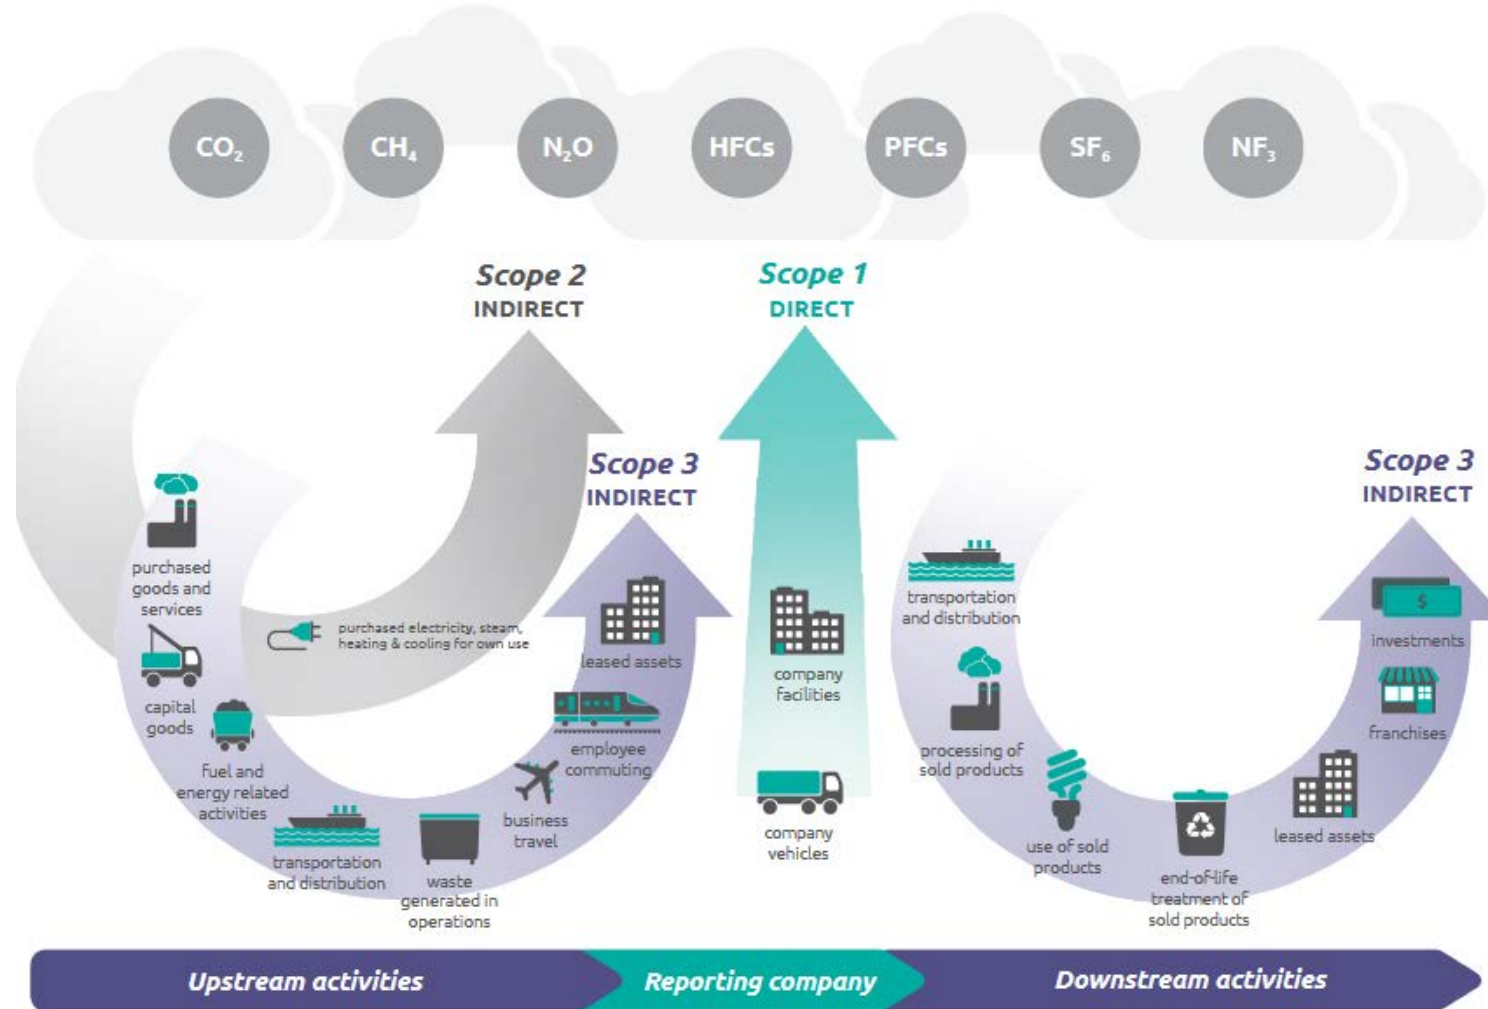 CO₂
CH₄
N₂O
HFCs
PFCs
SF₆
NF₃
Scope 2
INDIRECT
Scope 1
DIRECT
Scope 3
INDIRECT
Scope 3
INDIRECT
purchased
goods and
services
capital
goods
fuel and
energy related
activities
transportation
and distribution
waste
generated in
operations
business
travel
employee
commuting
leased assets
purchased electricity, steam,
heating & cooling for own use
company
facilities
company
vehicles
transportation
and distribution
processing of
sold products
use of sold
products
end-of-life
treatment of
sold products
leased assets
franchises
$
investments
Upstream activities
Reporting company
Downstream activities